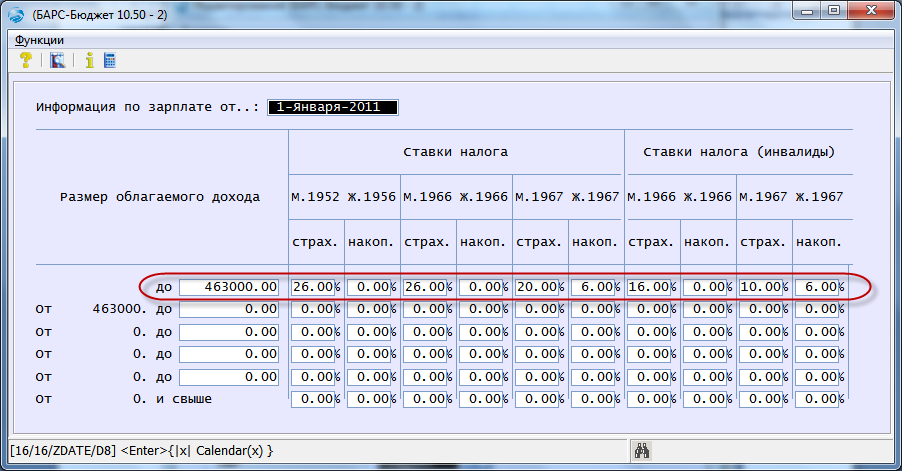 (БАРС-Бюджет 10.50 - 2)
Функции
Информация по зарплате от..: 1-Января-2011
Ставки налога Ставки налога (инвалиды)
Размер облагаемого дохода М.1952 Ж.1956 М.1966 Ж.1966 М.1967 Ж.1967 М.1966 Ж.1966 М.1967 Ж.1967
страх. накоп. страх. накоп. страх. накоп. страх. накоп. страх. накоп.
до 463000.00 26.00% 0.00% 26.00% 0.00% 20.00% 6.00% 16.00% 0.00% 10.00% 6.00%
От 463000. до 0.00 0.00% 0.00% 0.00% 0.00% 0.00% 0.00% 0.00% 0.00% 0.00% 0.00%
От 0. до 0.00 0.00% 0.00% 0.00% 0.00% 0.00% 0.00% 0.00% 0.00% 0.00% 0.00%
От 0. до 0.00 0.00% 0.00% 0.00% 0.00% 0.00% 0.00% 0.00% 0.00% 0.00% 0.00%
От 0. до 0.00 0.00% 0.00% 0.00% 0.00% 0.00% 0.00% 0.00% 0.00% 0.00% 0.00%
От 0. и свыше 0.00% 0.00% 0.00% 0.00% 0.00% 0.00% 0.00% 0.00% 0.00% 0.00%
[16/16/ZDATE/D8] <Enter>{|x| Calendar(x) }